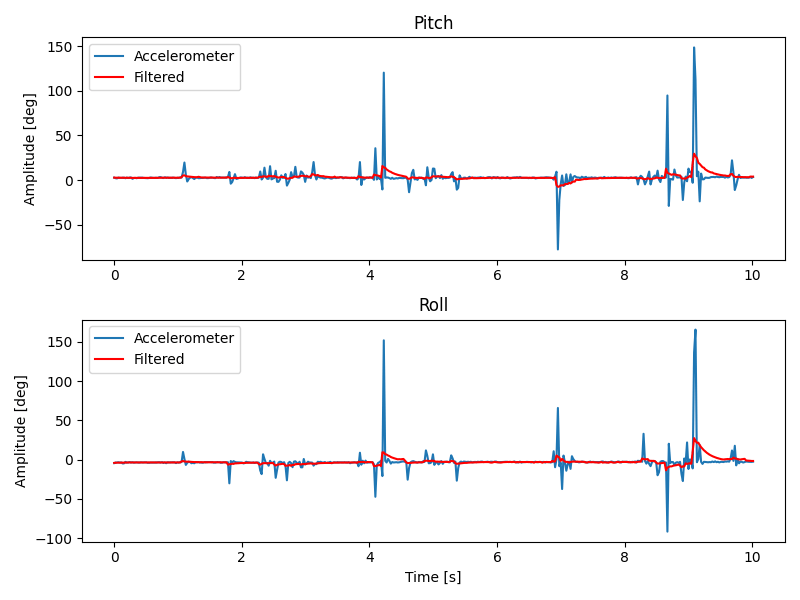 Pitch
Accelerometer
Filtered
Amplitude [deg]
150
100
50
0
−50
0 2 4 6 8 10
Roll
Accelerometer
Filtered
Amplitude [deg]
150
100
50
0
−50
−100
0 2 4 6 8 10
Time [s]